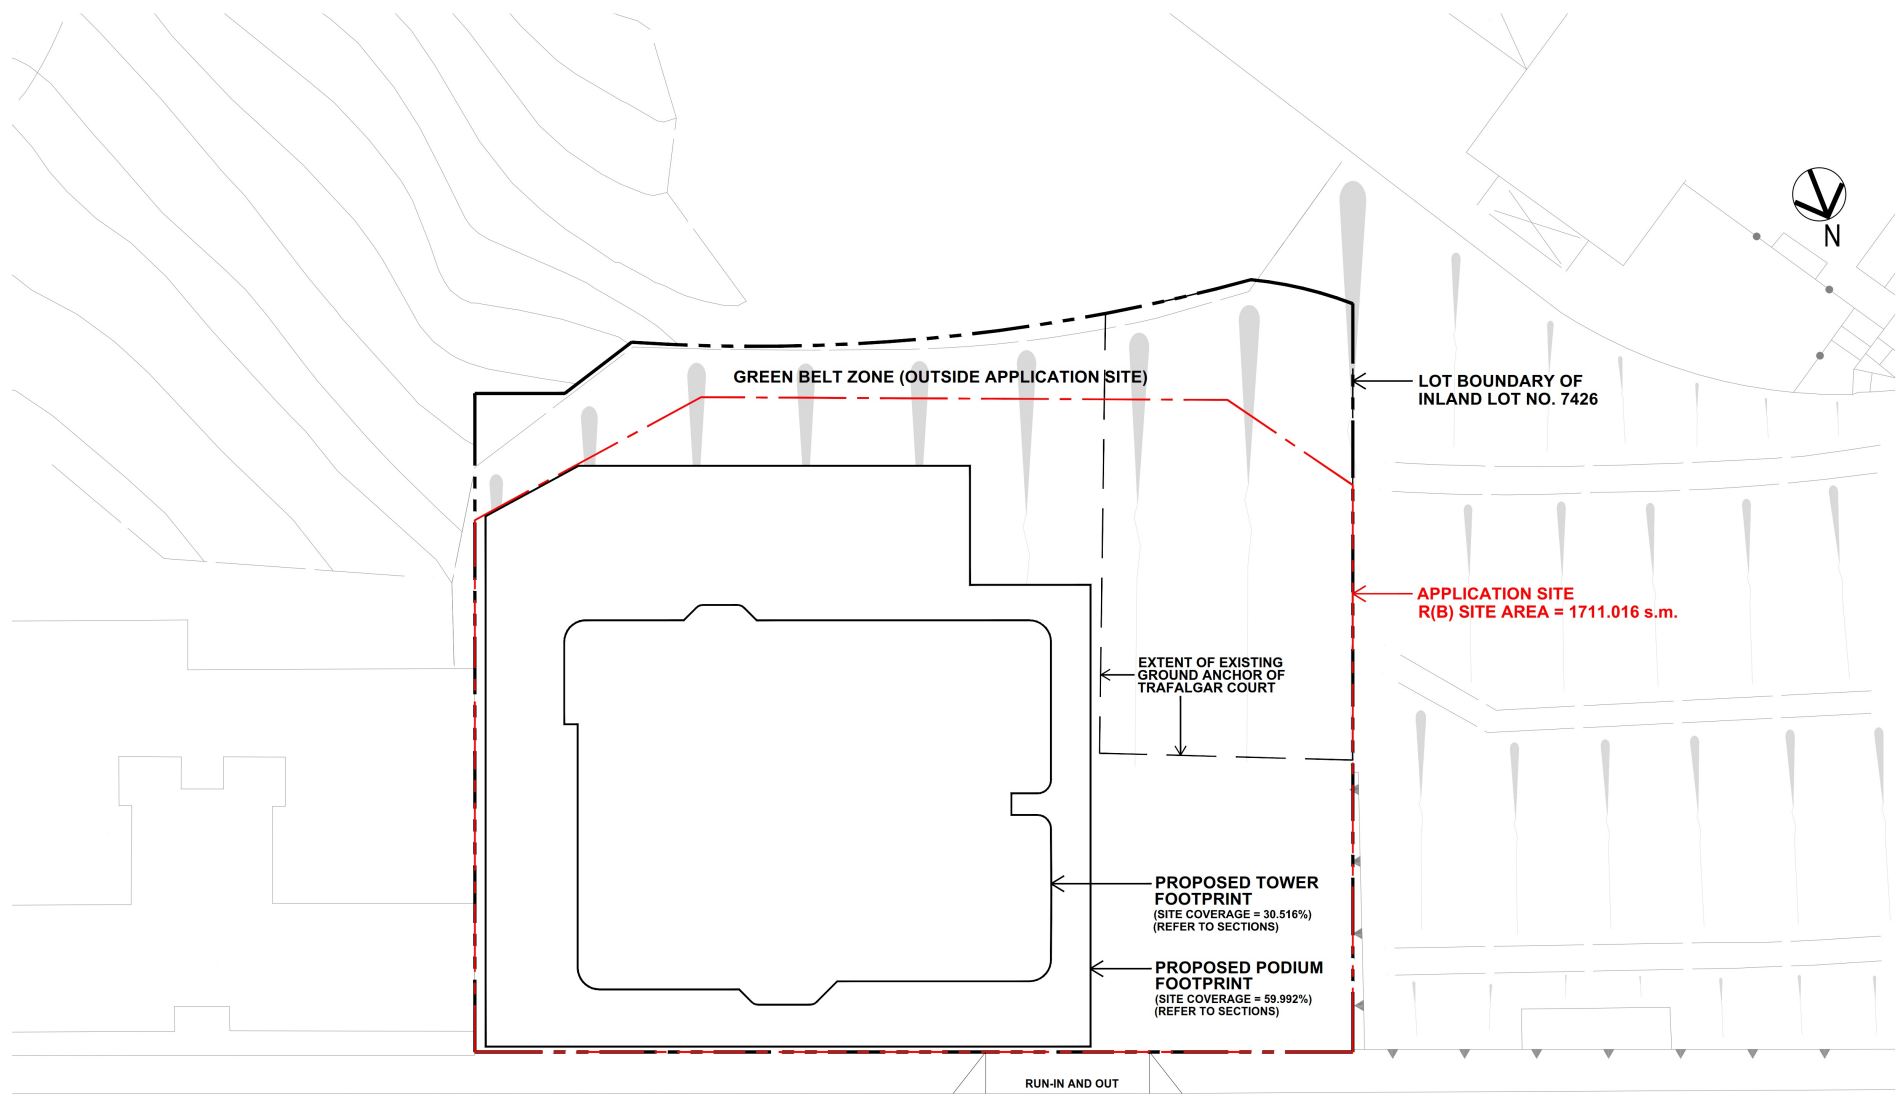 N
GREEN BELT ZONE (OUTSIDE APPLICATION SITE)
LOT BOUNDARY OF
INLAND LOT NO. 7426
APPLICATION SITE
R(B) SITE AREA = 1711.016 s.m.
EXTENT OF EXISTING
GROUND ANCHOR OF
TRAFALGAR COURT
PROPOSED TOWER
FOOTPRINT
(SITE COVERAGE = 30.516%)
(REFER TO SECTIONS)
PROPOSED PODIUM
FOOTPRINT
(SITE COVERAGE = 59.992%)
(REFER TO SECTIONS)
RUN-IN AND OUT